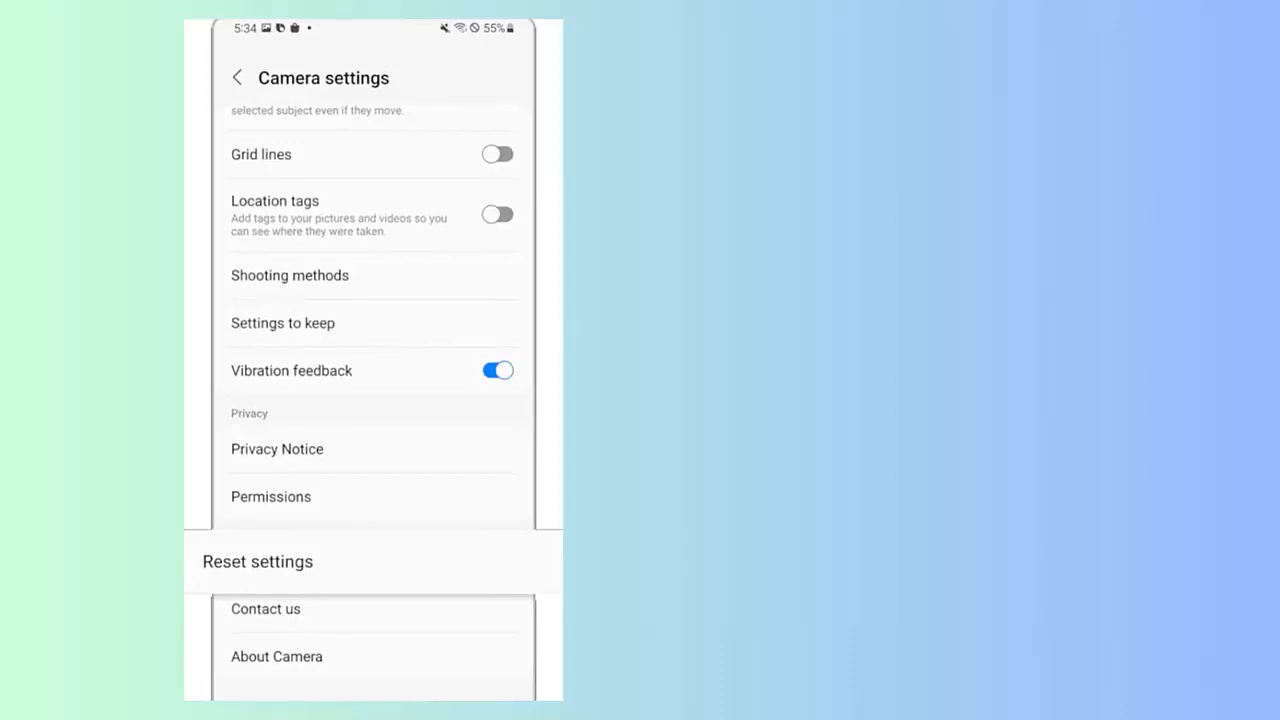 5:34 55%
Camera settings
selected subject even if they move.
Grid lines
Location tags
Add tags to your pictures and videos so you
can see where they were taken.
Shooting methods
Settings to keep
Vibration feedback
Privacy
Privacy Notice
Permissions
Reset settings
Contact us
About Camera